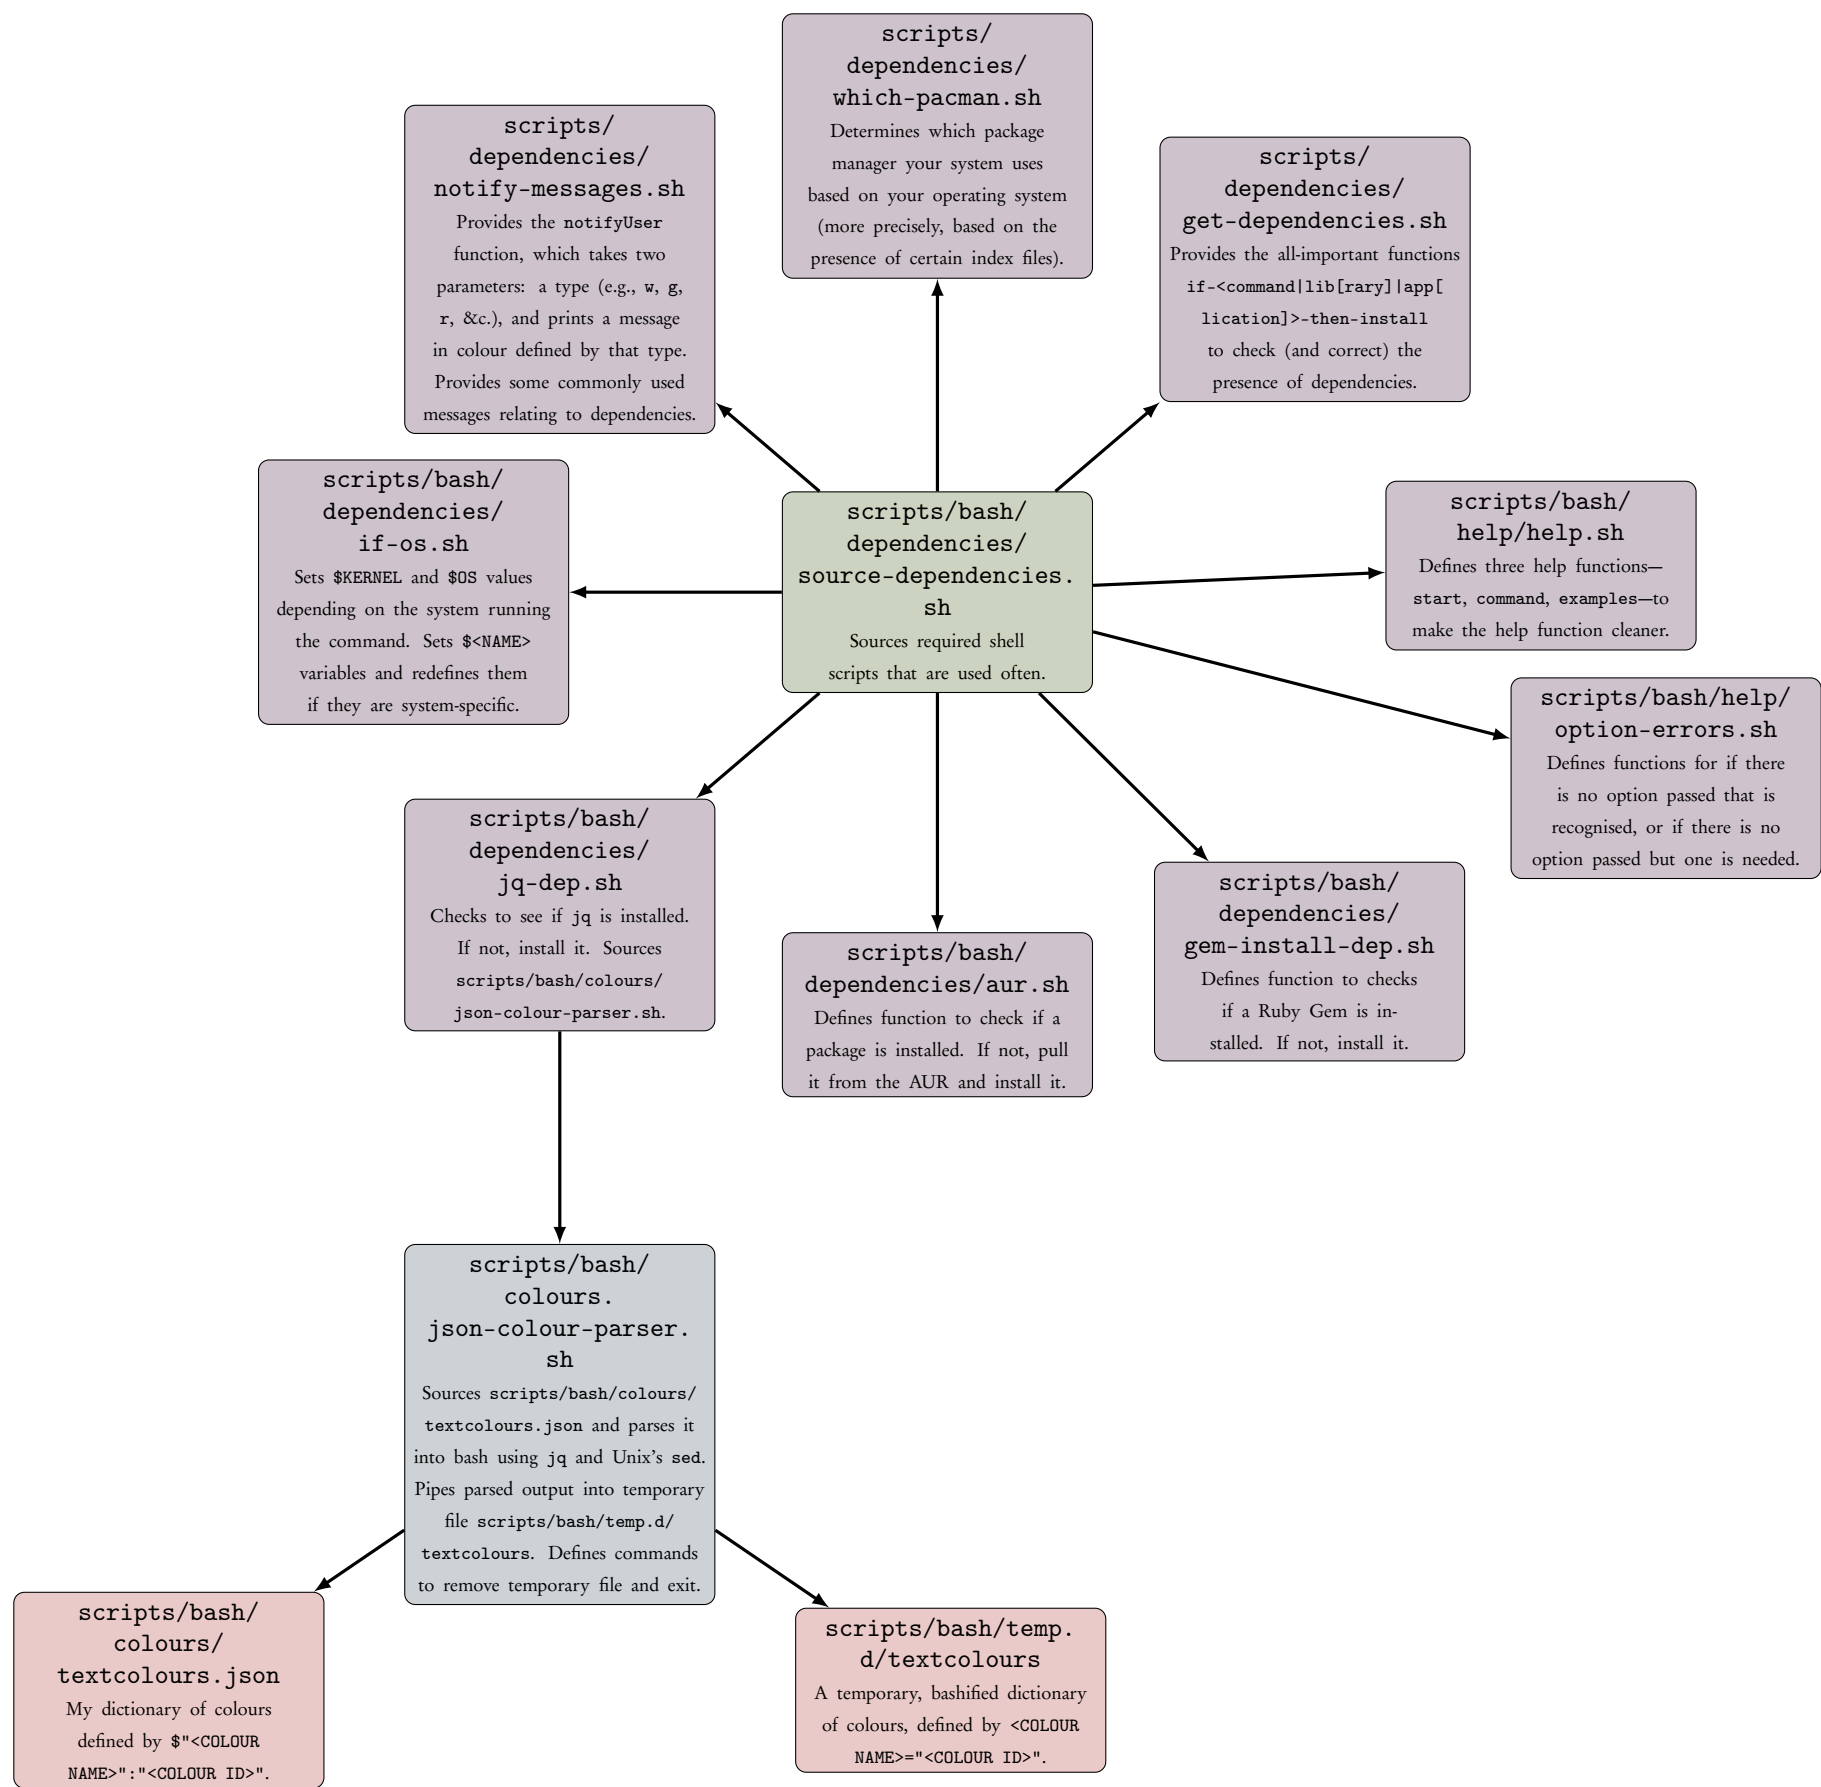 scripts/
dependencies/
which-pacman.sh
Determines which package
manager your system uses
based on your operating system
(more precisely, based on the
presence of certain index files).
scripts/
dependencies/
notify-messages.sh
Provides the notifyUser
function, which takes two
parameters: a type (e.g., w, g,
r, &c.), and prints a message
in colour defined by that type.
Provides some commonly used
messages relating to dependencies.
scripts/
dependencies/
get-dependencies.sh
Provides the all-important functions
if-<command|lib[rary]|app[
lication]>-then-install
to check (and correct) the
presence of dependencies.
scripts/bash/
dependencies/
if-os.sh
Sets $KERNEL and $OS values
depending on the system running
the command. Sets $<NAME>
variables and redefines them
if they are system-specific.
scripts/bash/
dependencies/
source-dependencies.
sh
Sources required shell
scripts that are used often.
scripts/bash/
help/help.sh
Defines three help functions—
start, command, examples—to
make the help function cleaner.
scripts/bash/help/
option-errors.sh
Defines functions for if there
is no option passed that is
recognised, or if there is no
option passed but one is needed.
scripts/bash/
dependencies/
jq-dep.sh
Checks to see if jq is installed.
If not, install it. Sources
scripts/bash/colours/
json-colour-parser.sh.
scripts/bash/
dependencies/aur.sh
Defines function to check if a
package is installed. If not, pull
it from the AUR and install it.
scripts/bash/
dependencies/
gem-install-dep.sh
Defines function to checks
if a Ruby Gem is in-
stalled. If not, install it.
scripts/bash/
colours.
json-colour-parser.
sh
Sources scripts/bash/colours/
textcolours.json and parses it
into bash using jq and Unix's sed.
Pipes parsed output into temporary
file scripts/bash/temp.d/
textcolours. Defines commands
to remove temporary file and exit.
scripts/bash/
colours/
textcolours.json
My dictionary of colours
defined by $"<COLOUR
NAME>":"<COLOUR ID>".
scripts/bash/temp.
d/textcolours
A temporary, bashified dictionary
of colours, defined by <COLOUR
NAME>="<COLOUR ID>".